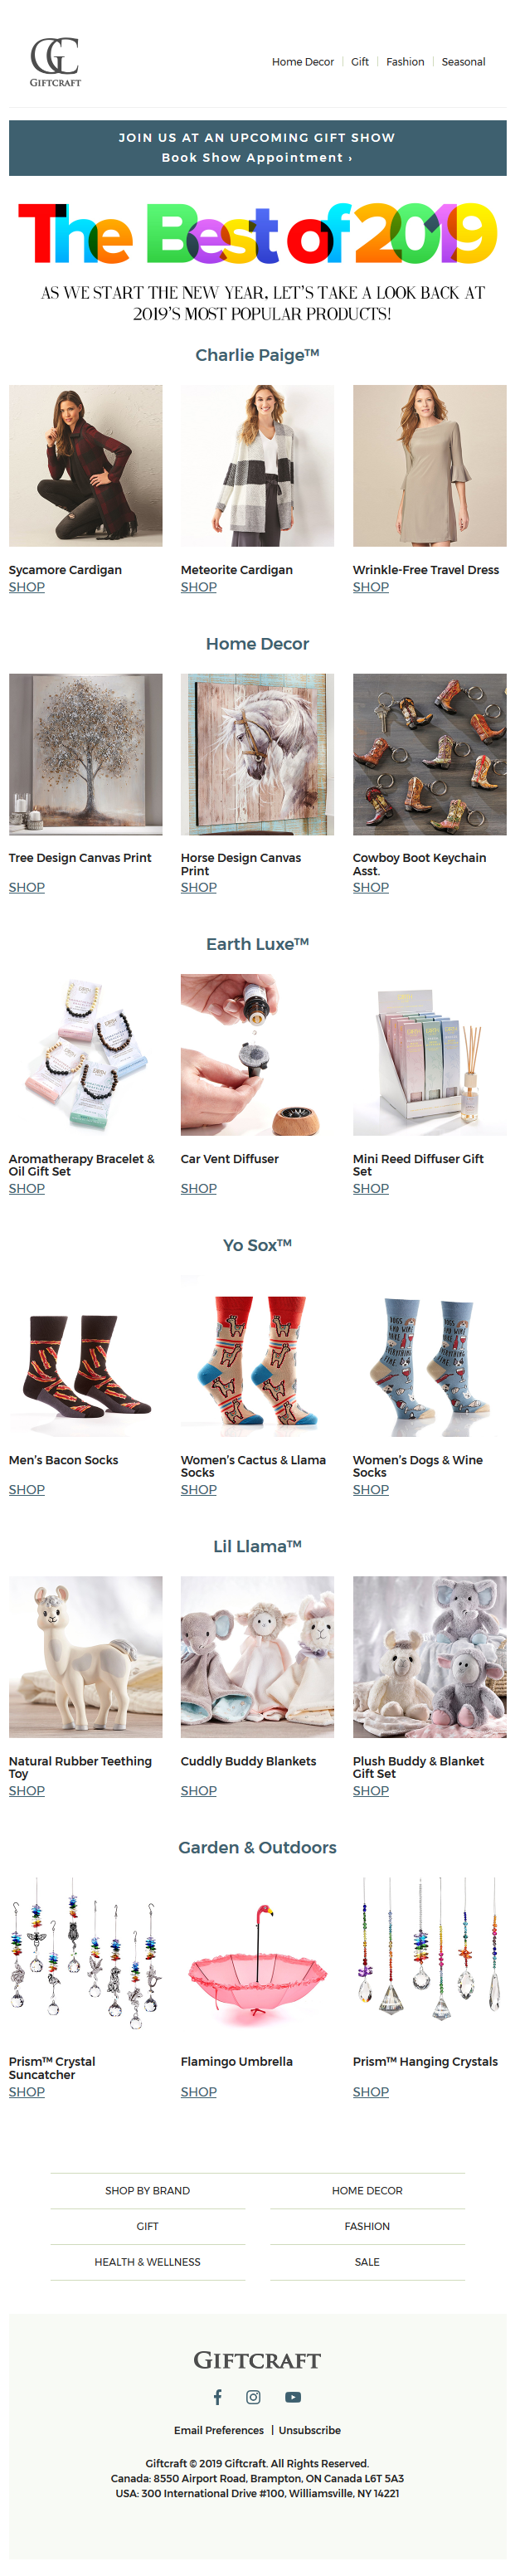 GC
GIFTCRAFT
Home Decor | Gift | Fashion | Seasonal
JOIN US AT AN UPCOMING GIFT SHOW
Book Show Appointment ›
The Best of 2019
AS WE START THE NEW YEAR, LET'S TAKE A LOOK BACK AT
2019'S MOST POPULAR PRODUCTS!
Charlie Paige™
Sycamore Cardigan
SHOP
Meteorite Cardigan
SHOP
Wrinkle-Free Travel Dress
SHOP
Home Decor
Tree Design Canvas Print
SHOP
Horse Design Canvas
Print
SHOP
Cowboy Boot Keychain
Asst.
SHOP
Earth Luxe™
Aromatherapy Bracelet &
Oil Gift Set
SHOP
Car Vent Diffuser
SHOP
Mini Reed Diffuser Gift
Set
SHOP
Yo Sox™
DOGS
AND WINE
Men's Bacon Socks
SHOP
Women's Cactus & Llama
Socks
SHOP
Women's Dogs & Wine
Socks
SHOP
Lil Llama™
Natural Rubber Teething
Toy
SHOP
Cuddly Buddy Blankets
SHOP
Plush Buddy & Blanket
Gift Set
SHOP
Garden & Outdoors
Prism™ Crystal
Suncatcher
SHOP
Flamingo Umbrella
SHOP
Prism™ Hanging Crystals
SHOP
SHOP BY BRAND
HOME DECOR
GIFT
FASHION
HEALTH & WELLNESS
SALE
GIFTCRAFT
Email Preferences | Unsubscribe
Giftcraft © 2019 Giftcraft. All Rights Reserved.
Canada: 8550 Airport Road, Brampton, ON Canada L6T 5A3
USA: 300 International Drive #100, Williamsville, NY 14221